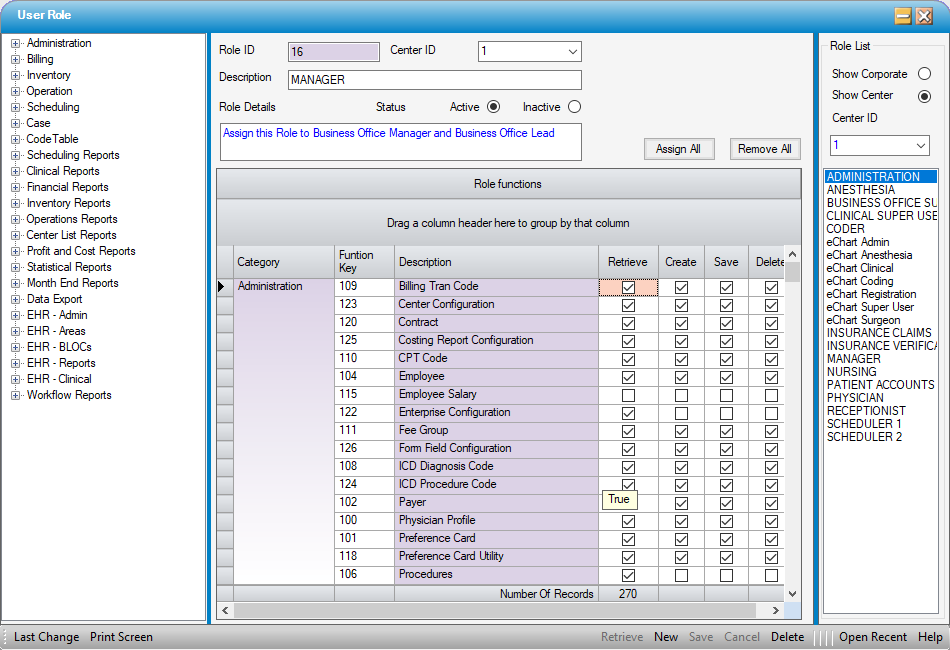 User Role
Administration
Billing
Inventory
Operation
Scheduling
Case
CodeTable
Scheduling Reports
Clinical Reports
Financial Reports
Inventory Reports
Operations Reports
Center List Reports
Profit and Cost Reports
Statistical Reports
Month End Reports
Data Export
EHR - Admin
EHR - Areas
EHR - BLOCs
EHR - Reports
EHR - Clinical
Workflow Reports
Role ID 16 Center ID 1
Description MANAGER
Role Details Status Active Inactive
Assign this Role to Business Office Manager and Business Office Lead
Assign All Remove All
Role functions
Drag a column header here to group by that column
Category Funtion Key Description Retrieve Create Save Delete
Administration 109 Billing Tran Code
123 Center Configuration
120 Contract
125 Costing Report Configuration
110 CPT Code
104 Employee
115 Employee Salary
122 Enterprise Configuration
111 Fee Group
126 Form Field Configuration
108 ICD Diagnosis Code
124 ICD Procedure Code
102 Payer
True
100 Physician Profile
101 Preference Card
118 Preference Card Utility
106 Procedures
Number Of Records 270
Role List
Show Corporate
Show Center
Center ID
1
ADMINISTRATION
ANESTHESIA
BUSINESS OFFICE SU
CLINICAL SUPER USE
CODER
eChart Admin
eChart Anesthesia
eChart Clinical
eChart Coding
eChart Registration
eChart Super User
eChart Surgeon
INSURANCE CLAIMS
INSURANCE VERIFICA
MANAGER
NURSING
PATIENT ACCOUNTS
PHYSICIAN
RECEPTIONIST
SCHEDULER 1
SCHEDULER 2
Last Change Print Screen Retrieve New Save Cancel Delete Open Recent Help